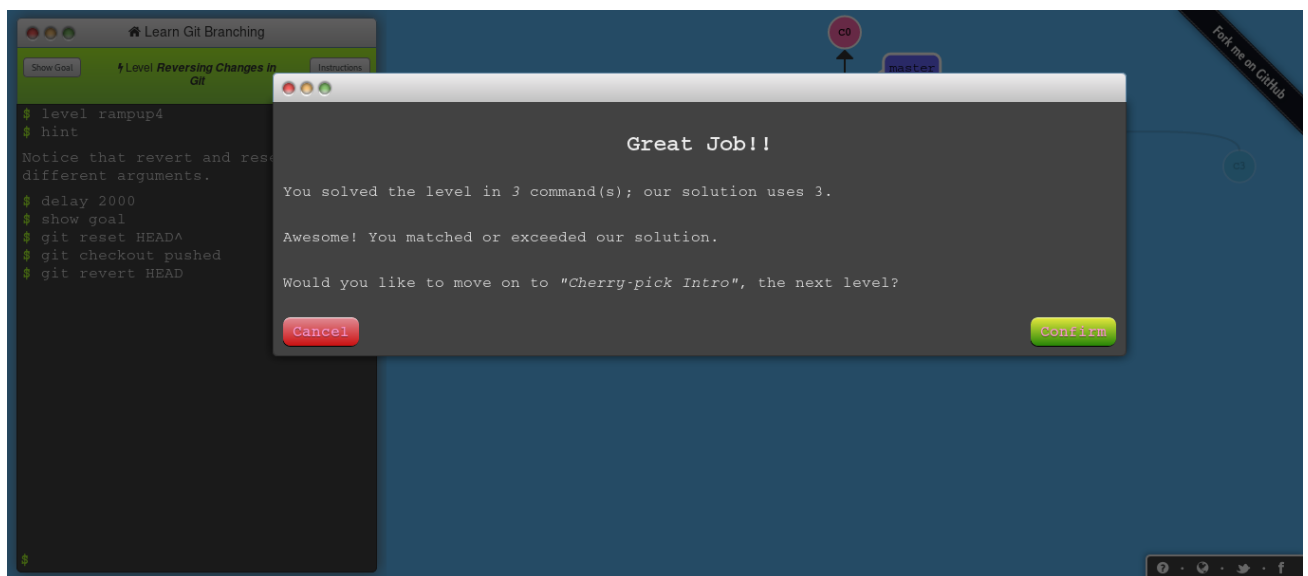 Learn Git Branching
Show Goal
Level Reversing Changes in Git
Instructions
$ level rampup4
$ hint
Notice that revert and rese
different arguments.
$ delay 2000
$ show goal
$ git reset HEAD^
$ git checkout pushed
$ git revert HEAD
$
C0
master
Fork me on GitHub
Great Job!!
You solved the level in 3 command(s); our solution uses 3.
Awesome! You matched or exceeded our solution.
Would you like to move on to "Cherry-pick Intro", the next level?
Cancel
Confirm